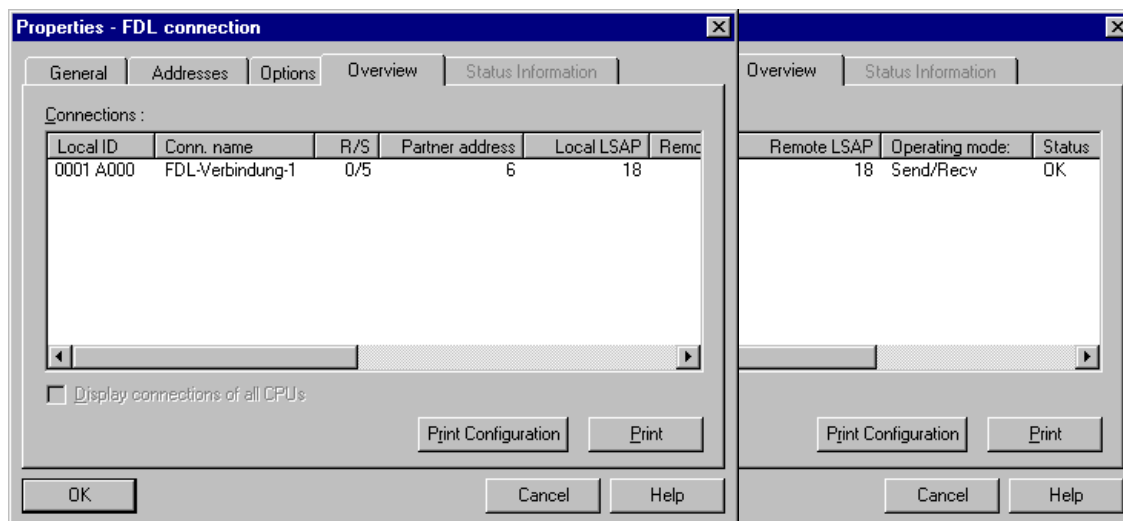 Properties - FDL connection
General Addresses Options Overview Status Information Overview Status Information
Connections :
Local ID Conn. name R/S Partner address Local LSAP Remo Remote LSAP Operating mode: Status
0001 A000 FDL-Verbindung-1 0/5 6 18 18 Send/Recv OK
Display connections of all CPUs
Print Configuration Print Print Configuration Print
OK Cancel Help Cancel Help